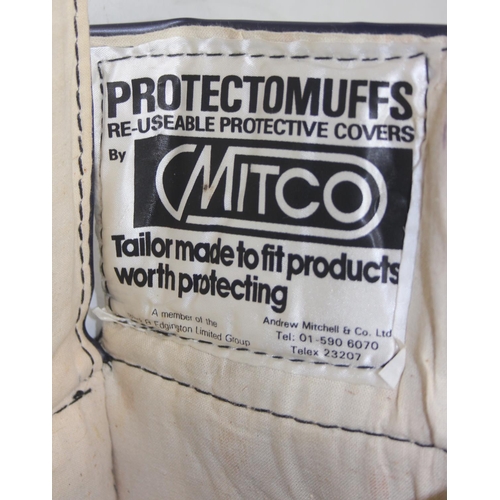 PROTECTOMUFFS
RE-USEABLE PROTECTIVE COVERS
By MITCO
Tailor made to fit products
worth protecting
A member of the
Edgington Limited Group
Andrew Mitchell & Co. Ltd
Tel: 01-590 6070
Telex 23207